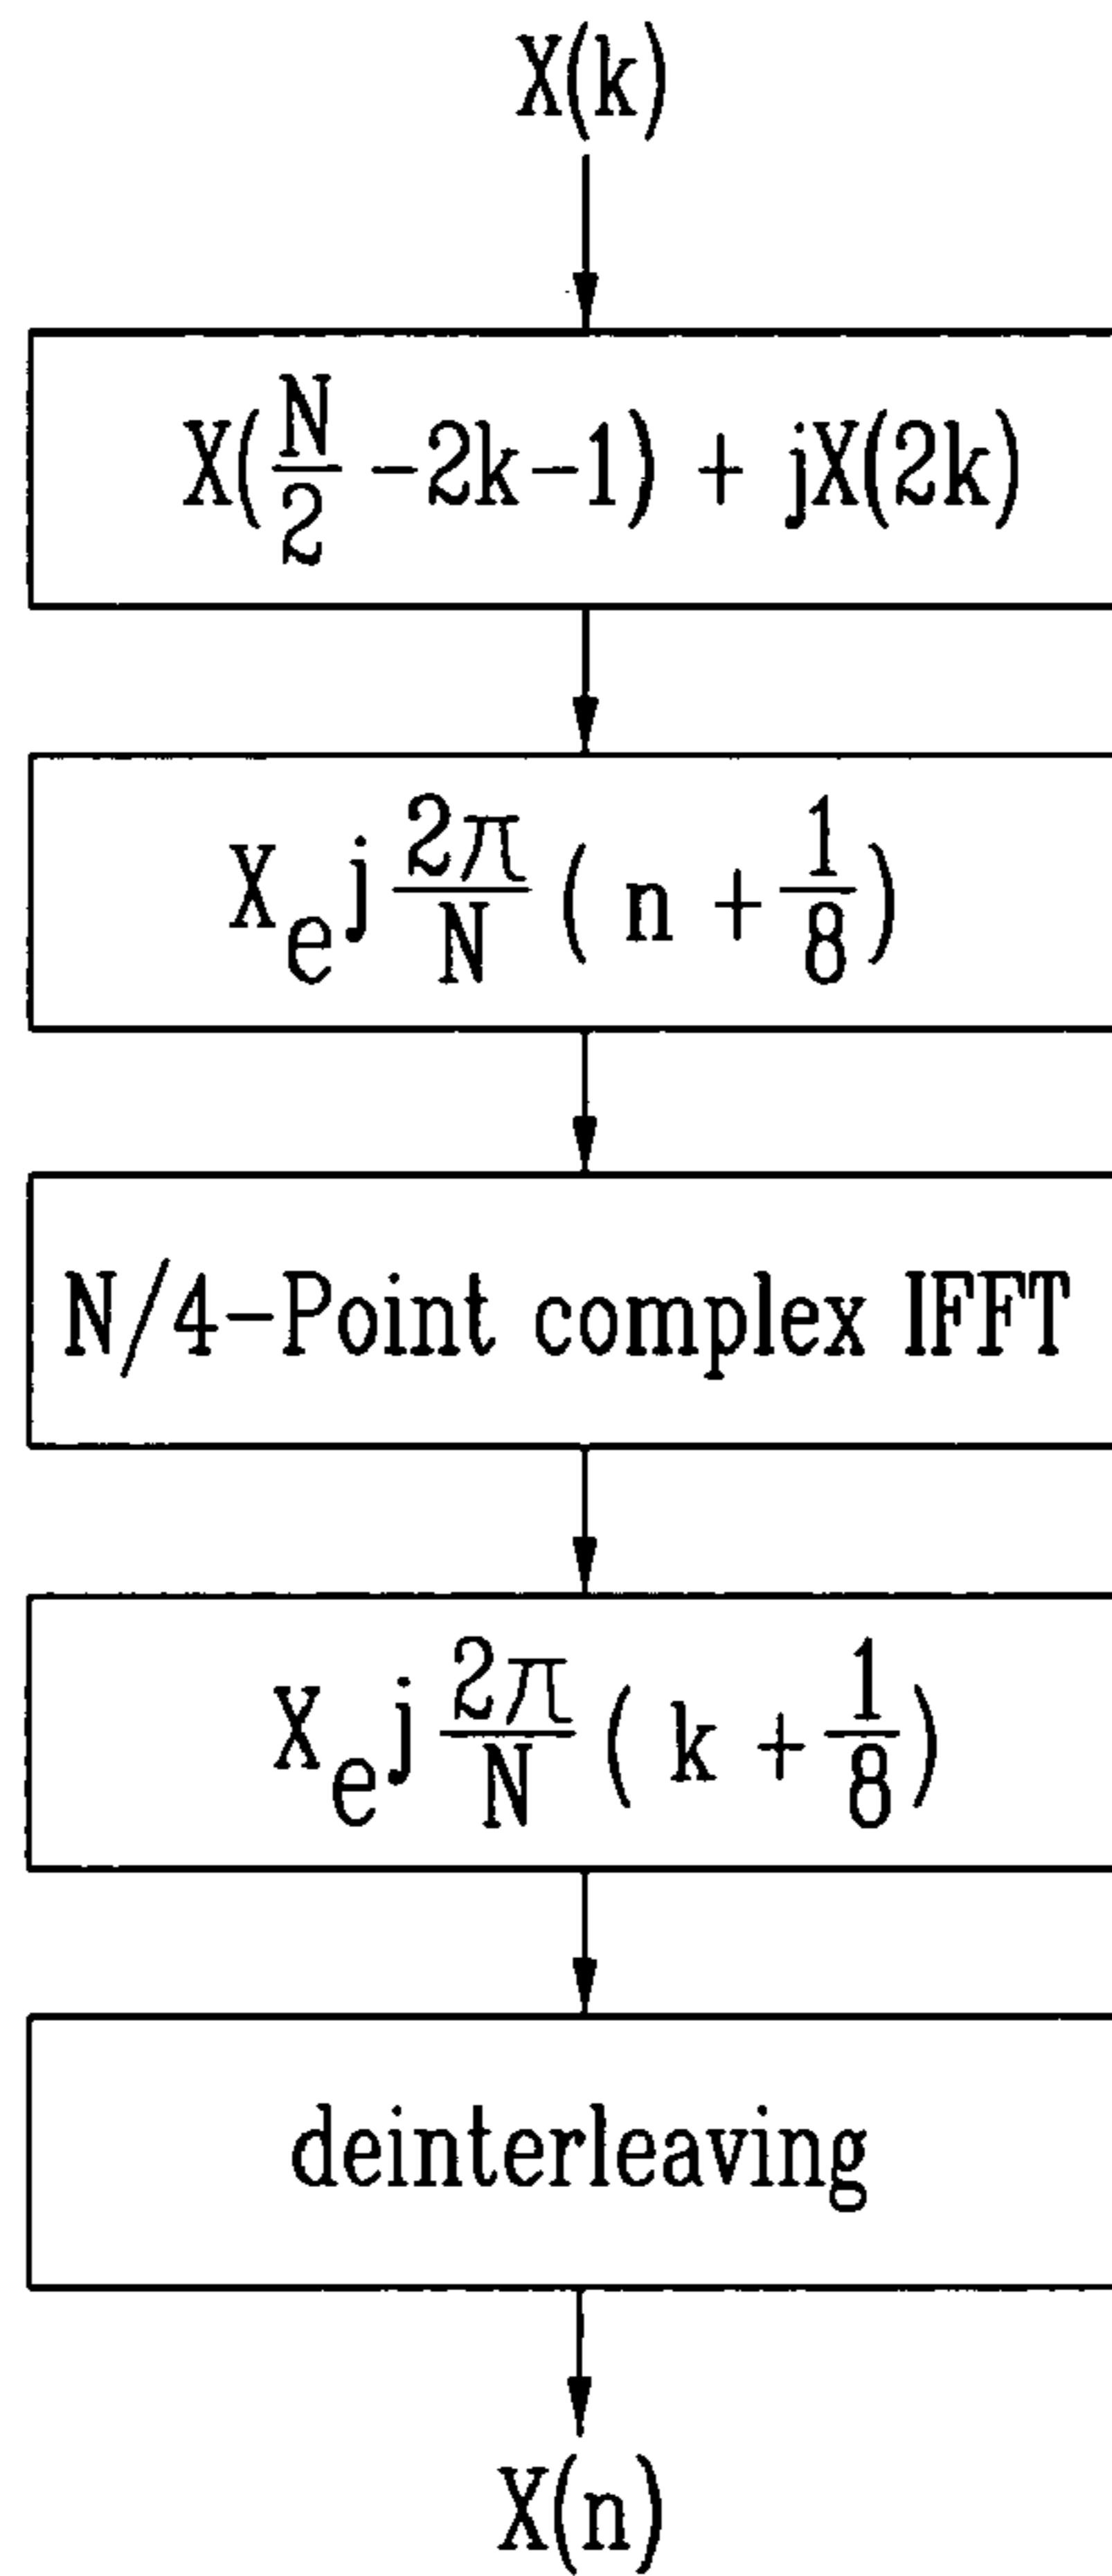 X(k)
X(N/2 -2k-1) + jX(2k)
X e j 2π/N ( n + 1/8 )
N/4-Point complex IFFT
X e j 2π/N ( k + 1/8 )
deinterleaving
X(n)